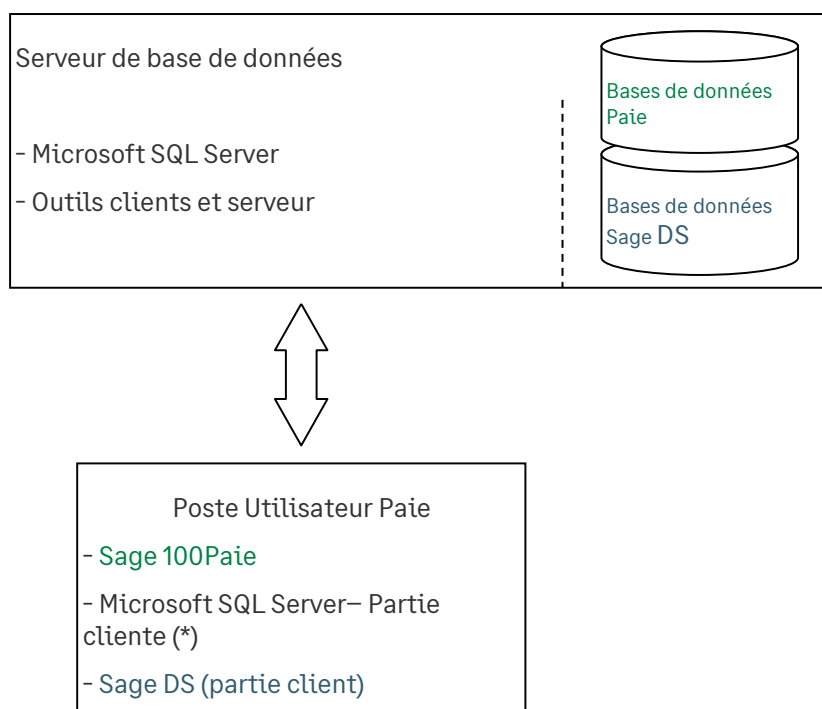 Serveur de base de données
- Microsoft SQL Server
- Outils clients et serveur
Bases de données
Paie
Bases de données
Sage DS
Poste Utilisateur Paie
- Sage 100Paie
- Microsoft SQL Server– Partie
cliente (*)
- Sage DS (partie client)